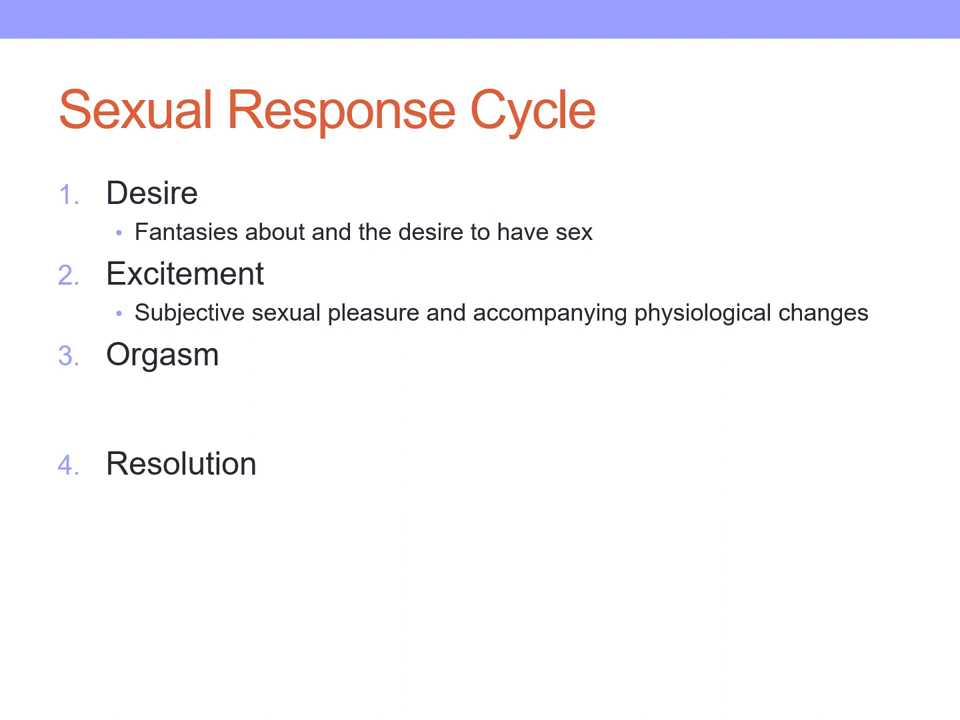 Sexual Response Cycle
1. Desire
• Fantasies about and the desire to have sex
2. Excitement
• Subjective sexual pleasure and accompanying physiological changes
3. Orgasm
4. Resolution